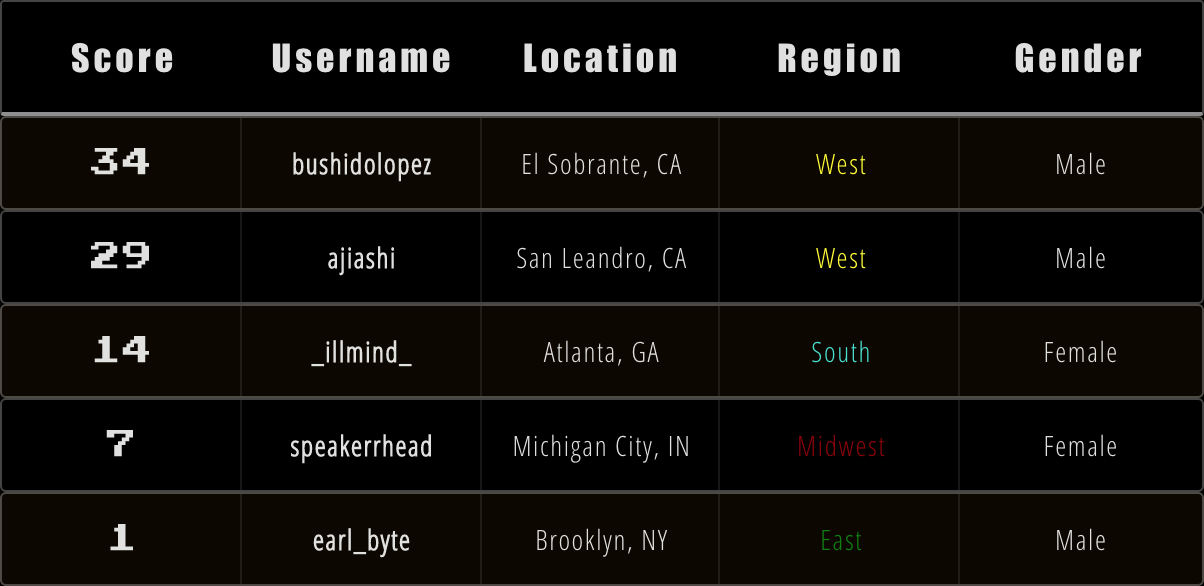 Score Username Location Region Gender
34 bushidolopez El Sobrante, CA West Male
29 ajiashi San Leandro, CA West Male
14 _illmind_ Atlanta, GA South Female
7 speakerrhead Michigan City, IN Midwest Female
1 earl_byte Brooklyn, NY East Male